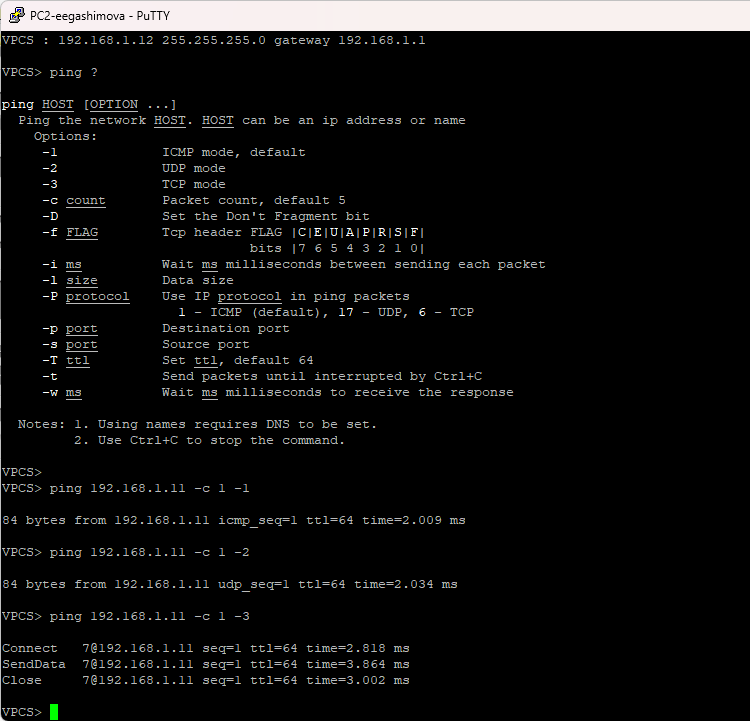 PC2-eegashimova - PuTTY
VPCS : 192.168.1.12 255.255.255.0 gateway 192.168.1.1
VPCS> ping ?
ping HOST [OPTION ...]
  Ping the network HOST. HOST can be an ip address or name
    Options:
     -1             ICMP mode, default
     -2             UDP mode
     -3             TCP mode
     -c count       Packet count, default 5
     -D             Set the Don't Fragment bit
     -f FLAG        Tcp header FLAG |C|E|U|A|P|R|S|F|
                               bits |7 6 5 4 3 2 1 0|
     -i ms          Wait ms milliseconds between sending each packet
     -l size        Data size
     -P protocol    Use IP protocol in ping packets
                      1 - ICMP (default), 17 - UDP, 6 - TCP
     -p port        Destination port
     -s port        Source port
     -T ttl         Set ttl, default 64
     -t             Send packets until interrupted by Ctrl+C
     -w ms          Wait ms milliseconds to receive the response
  Notes: 1. Using names requires DNS to be set.
         2. Use Ctrl+C to stop the command.
VPCS>
VPCS> ping 192.168.1.11 -c 1 -1
84 bytes from 192.168.1.11 icmp_seq=1 ttl=64 time=2.009 ms
VPCS> ping 192.168.1.11 -c 1 -2
84 bytes from 192.168.1.11 udp_seq=1 ttl=64 time=2.034 ms
VPCS> ping 192.168.1.11 -c 1 -3
Connect   7@192.168.1.11 seq=1 ttl=64 time=2.818 ms
SendData  7@192.168.1.11 seq=1 ttl=64 time=3.864 ms
Close     7@192.168.1.11 seq=1 ttl=64 time=3.002 ms
VPCS>